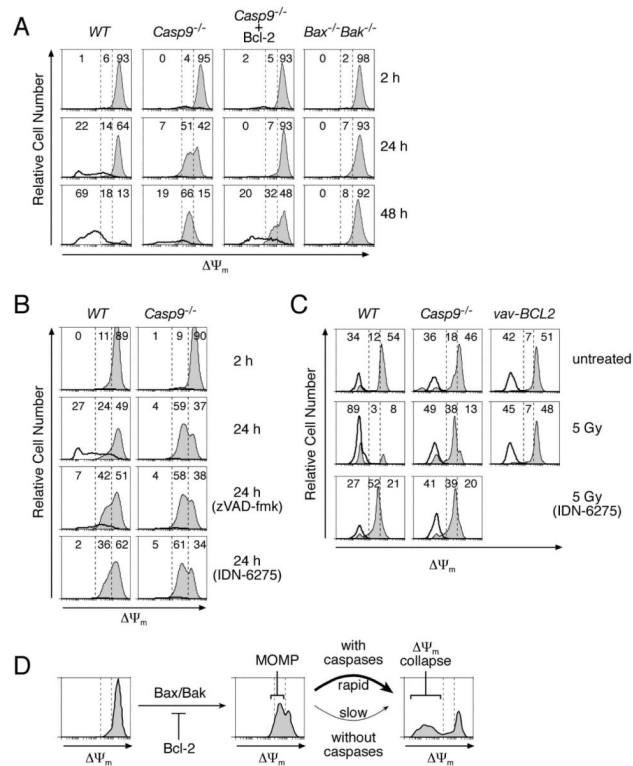 A
WT
Casp9-/-
Casp9-/-
+
Bcl-2
Bax-/-Bak-/-
Relative Cell Number
1 6 93
0 4 95
2 5 93
0 2 98
2 h
22 14 64
7 51 42
0 7 93
0 7 93
24 h
69 18 13
19 66 15
20 32 48
0 8 92
48 h
ΔΨm
B
WT
Casp9-/-
Relative Cell Number
0 11 89
1 9 90
2 h
27 24 49
4 59 37
24 h
7 42 51
4 58 38
24 h
(zVAD-fmk)
2 36 62
5 61 34
24 h
(IDN-6275)
ΔΨm
C
WT
Casp9-/-
vav-BCL2
Relative Cell Number
34 12 54
36 18 46
42 7 51
untreated
89 3 8
49 38 13
45 7 48
5 Gy
27 52 21
41 39 20
5 Gy
(IDN-6275)
ΔΨm
D
Bax/Bak
Bcl-2
MOMP
with
caspases
rapid
slow
without
caspases
ΔΨm
collapse
ΔΨm
ΔΨm
ΔΨm